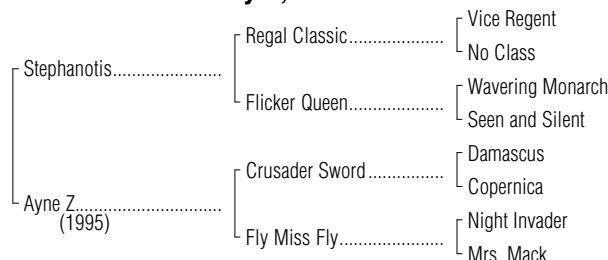 Vice Regent
Regal Classic
No Class
Stephanotis
Wavering Monarch
Flicker Queen
Seen and Silent
Damascus
Crusader Sword
Copernica
Ayne Z.
(1995)
Night Invader
Fly Miss Fly
Mrs. Mack